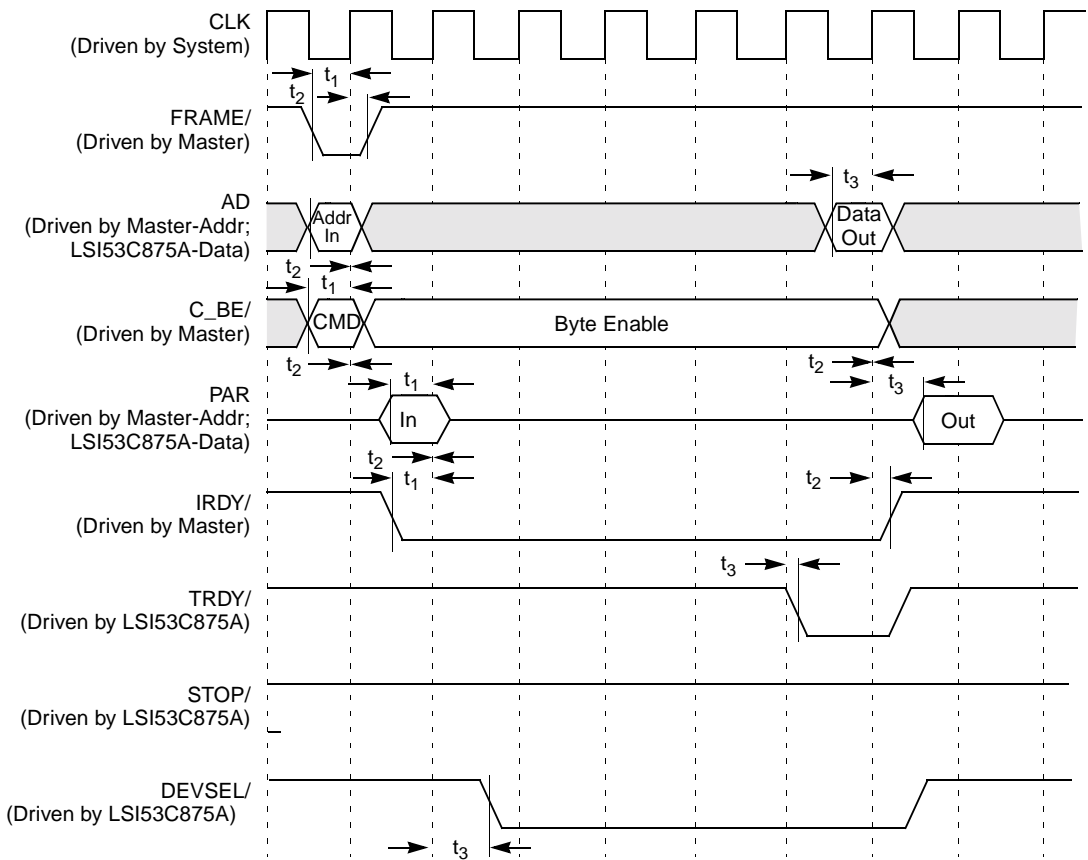 CLK
(Driven by System)
t1
t2
FRAME/
(Driven by Master)
t3
AD
(Driven by Master-Addr;
LSI53C875A-Data)
Addr
In
Data
Out
t2
t1
C_BE/
(Driven by Master)
CMD
Byte Enable
t2
t2
t1
t3
PAR
(Driven by Master-Addr;
LSI53C875A-Data)
In
Out
t2
t1
t2
IRDY/
(Driven by Master)
t3
TRDY/
(Driven by LSI53C875A)
STOP/
(Driven by LSI53C875A)
DEVSEL/
(Driven by LSI53C875A)
t3